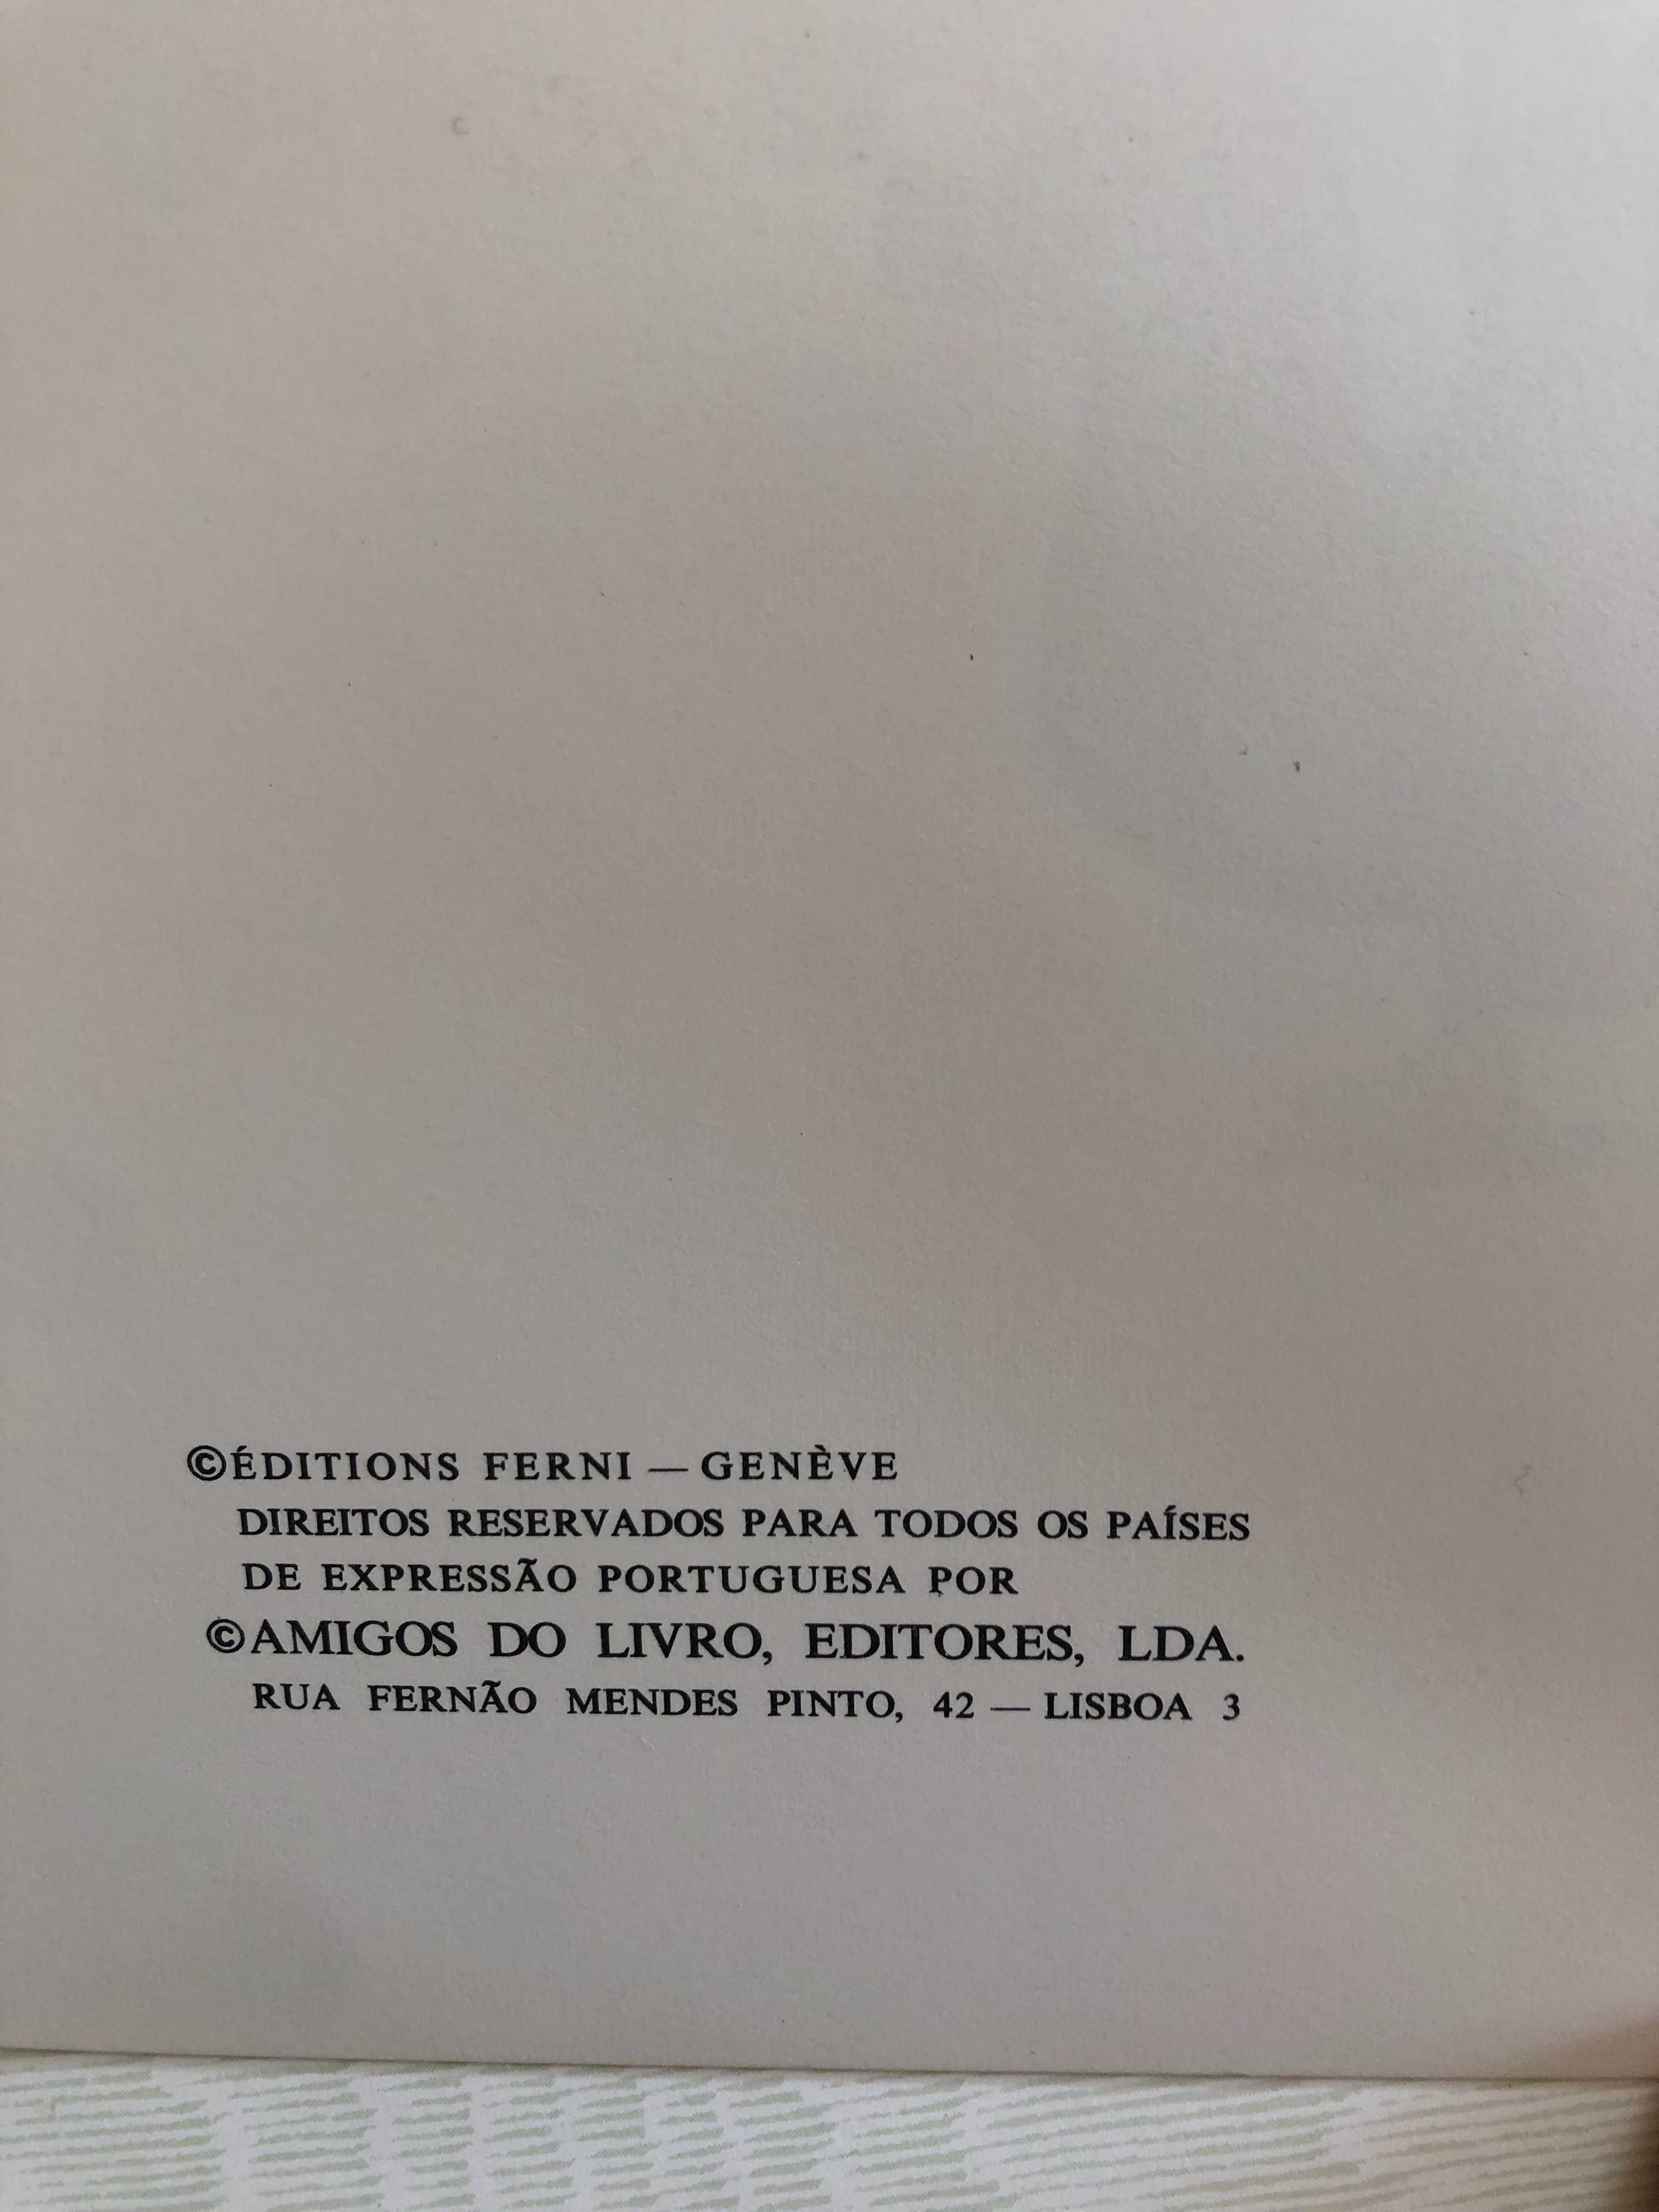 ©ÉDITIONS FERNI — GENÈVE
DIREITOS RESERVADOS PARA TODOS OS PAÍSES
DE EXPRESSÃO PORTUGUESA POR
©AMIGOS DO LIVRO, EDITORES, LDA.
RUA FERNÃO MENDES PINTO, 42 — LISBOA 3